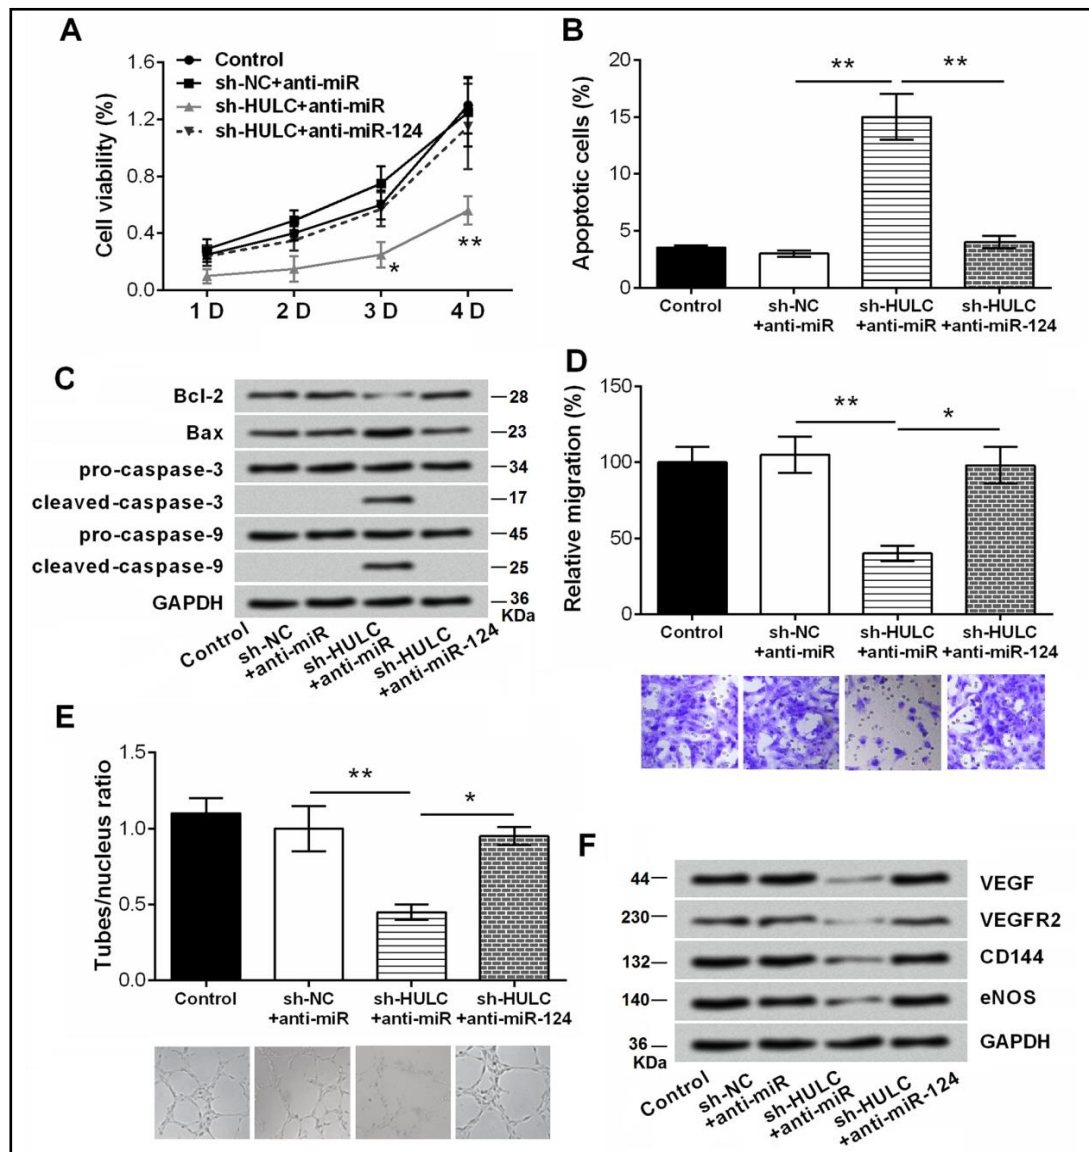 A
Control
sh-NC+anti-miR
sh-HULC+anti-miR
sh-HULC+anti-miR-124
Cell viability (%)
1.6
1.2
0.8
0.4
0.0
*
**
1 D 2 D 3 D 4 D
B
Apoptotic cells (%)
20
15
10
5
0
** **
Control sh-NC +anti-miR sh-HULC +anti-miR sh-HULC +anti-miR-124
C
Bcl-2 28
Bax 23
pro-caspase-3 34
cleaved-caspase-3 17
pro-caspase-9 45
cleaved-caspase-9 25
GAPDH 36
KDa
Control
sh-NC
+anti-miR
sh-HULC
+anti-miR
sh-HULC
+anti-miR-124
D
Relative migration (%)
150
100
50
0
** *
Control sh-NC sh-HULC sh-HULC
+anti-miR +anti-miR +anti-miR-124
E
Tubes/nucleus ratio
1.5
1.0
0.5
0.0
** *
Control sh-NC sh-HULC sh-HULC
+anti-miR +anti-miR +anti-miR-124
F
44 VEGF
230 VEGFR2
132 CD144
140 eNOS
36 GAPDH
KDa
Control
sh-NC
+anti-miR
sh-HULC
+anti-miR
sh-HULC
+anti-miR-124